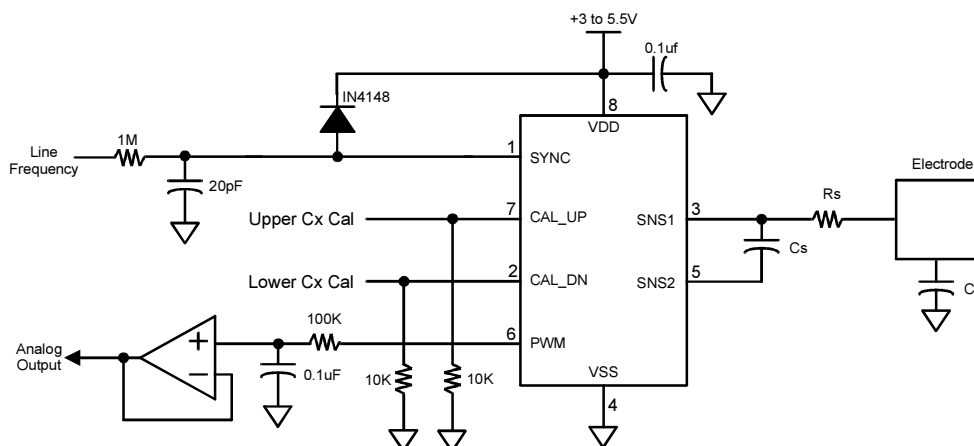 +3 to 5.5V
0.1uf
IN4148
8
VDD
Line
Frequency
1M
1
SYNC
20pF
Electrode
Upper Cx Cal
7
CAL_UP
SNS1
3
Rs
Cs
Lower Cx Cal
2
CAL_DN
SNS2
5
C
Analog
Output
+
−
100K
6
PWM
0.1uF
10K
10K
VSS
4